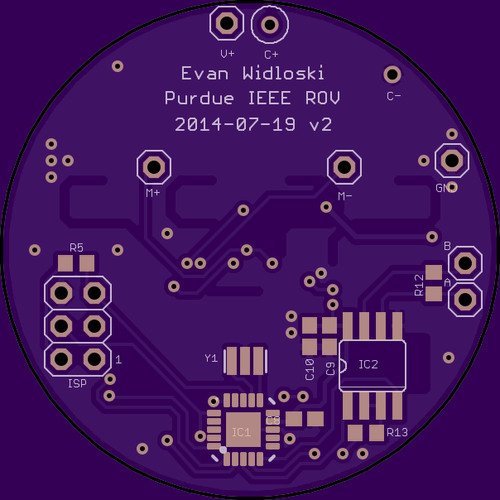 V+ C+
Evan Widloski
C-
Purdue IEEE ROV
2014-07-19 v2
M+ M- GND
R5 B
A
R12
Y1 C10 C9 IC2
1
ISP
C8
IC1 R13